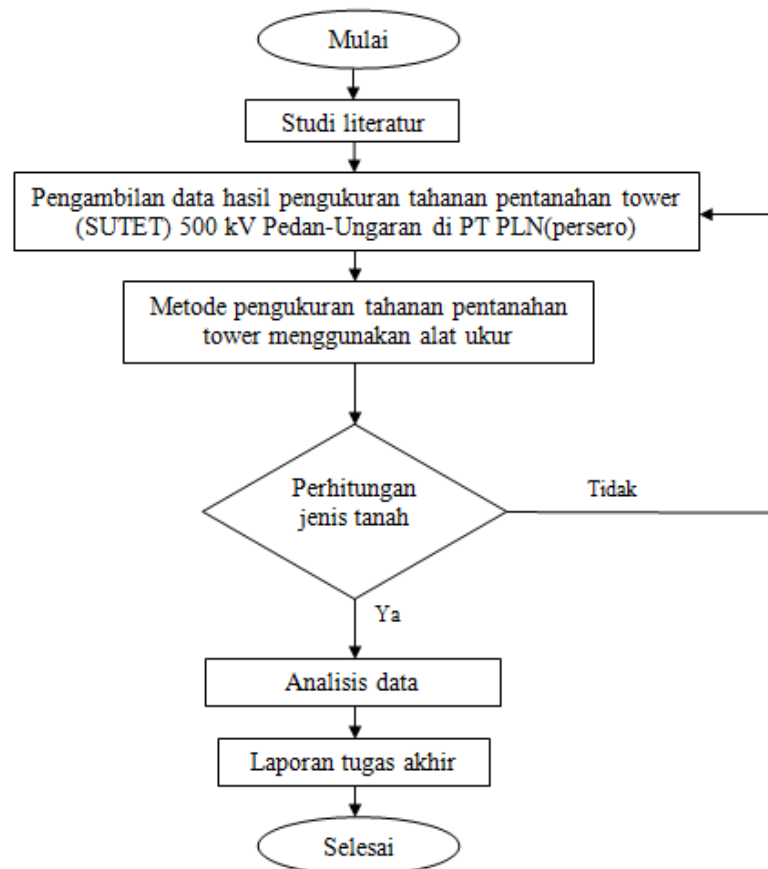 Mulai
Studi literatur
Pengambilan data hasil pengukuran tahanan pentanahan tower
(SUTET) 500 kV Pedan-Ungaran di PT PLN(persero)
Metode pengukuran tahanan pentanahan
tower menggunakan alat ukur
Perhitungan
jenis tanah
Tidak
Ya
Analisis data
Laporan tugas akhir
Selesai